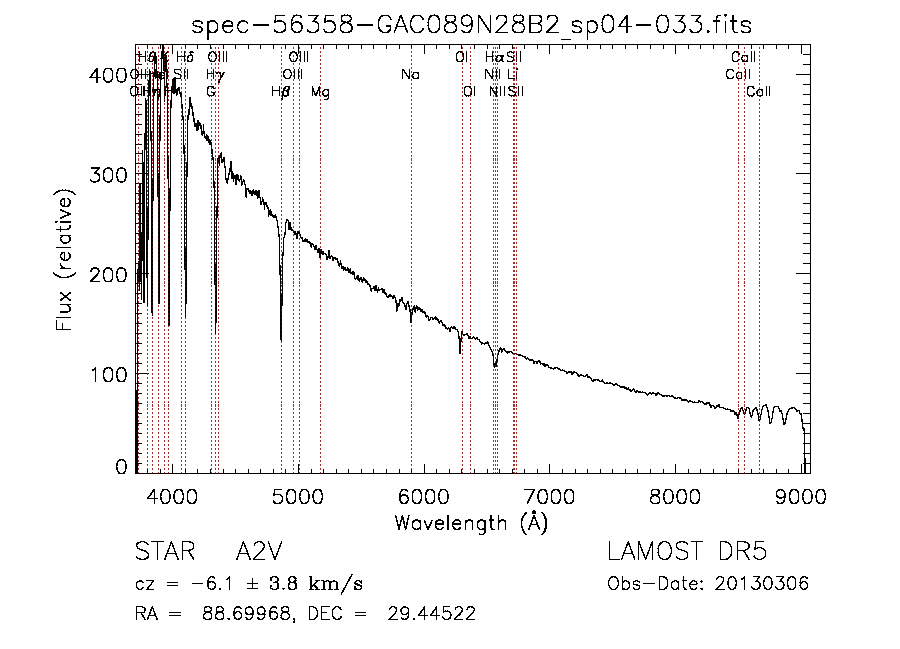 spec-56358-GAC089N28B2_sp04-033.fits
Hδ OIII OIII OI Hα SII CaII
SII Hγ OIII Na NII Li CaII
G Hβ Mg OI NII SII CaII
400
300
200
100
0
Flux (relative)
4000 5000 6000 7000 8000 9000
Wavelength (Å)
STAR A2V LAMOST DR5
cz = −6.1 ± 3.8 km/s Obs-Date: 20130306
RA = 88.69968, DEC = 29.44522